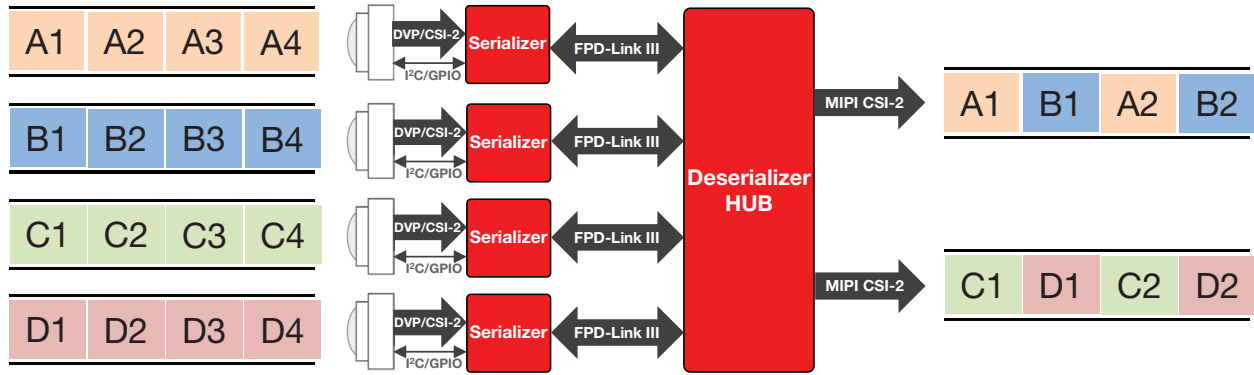 A1 A2 A3 A4
DVP/CSI-2
I²C/GPIO
Serializer
FPD-Link III
B1 B2 B3 B4
DVP/CSI-2
I²C/GPIO
Serializer
FPD-Link III
C1 C2 C3 C4
DVP/CSI-2
I²C/GPIO
Serializer
FPD-Link III
D1 D2 D3 D4
DVP/CSI-2
I²C/GPIO
Serializer
FPD-Link III
Deserializer
HUB
MIPI CSI-2
A1 B1 A2 B2
MIPI CSI-2
C1 D1 C2 D2